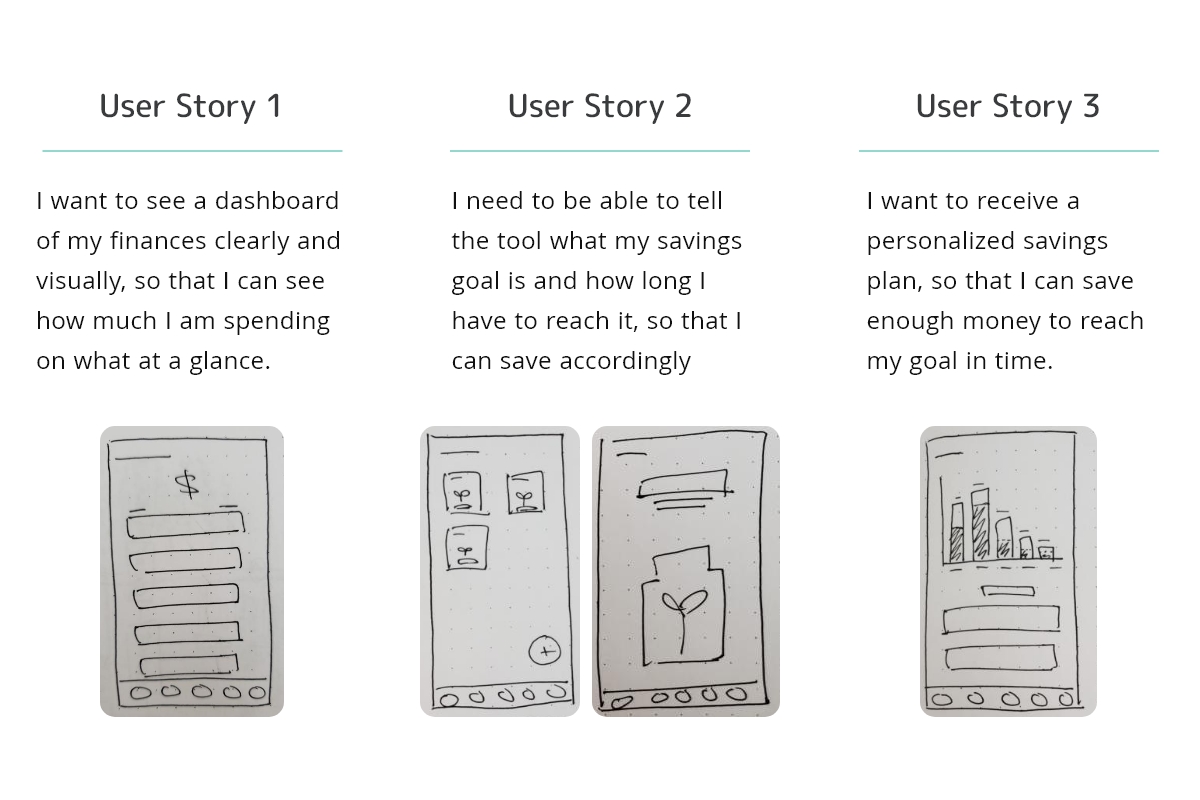 User Story 1
I want to see a dashboard
of my finances clearly and
visually, so that I can see
how much I am spending
on what at a glance.
$
User Story 2
I need to be able to tell
the tool what my savings
goal is and how long I
have to reach it, so that I
can save accordingly
+
User Story 3
I want to receive a
personalized savings
plan, so that I can save
enough money to reach
my goal in time.